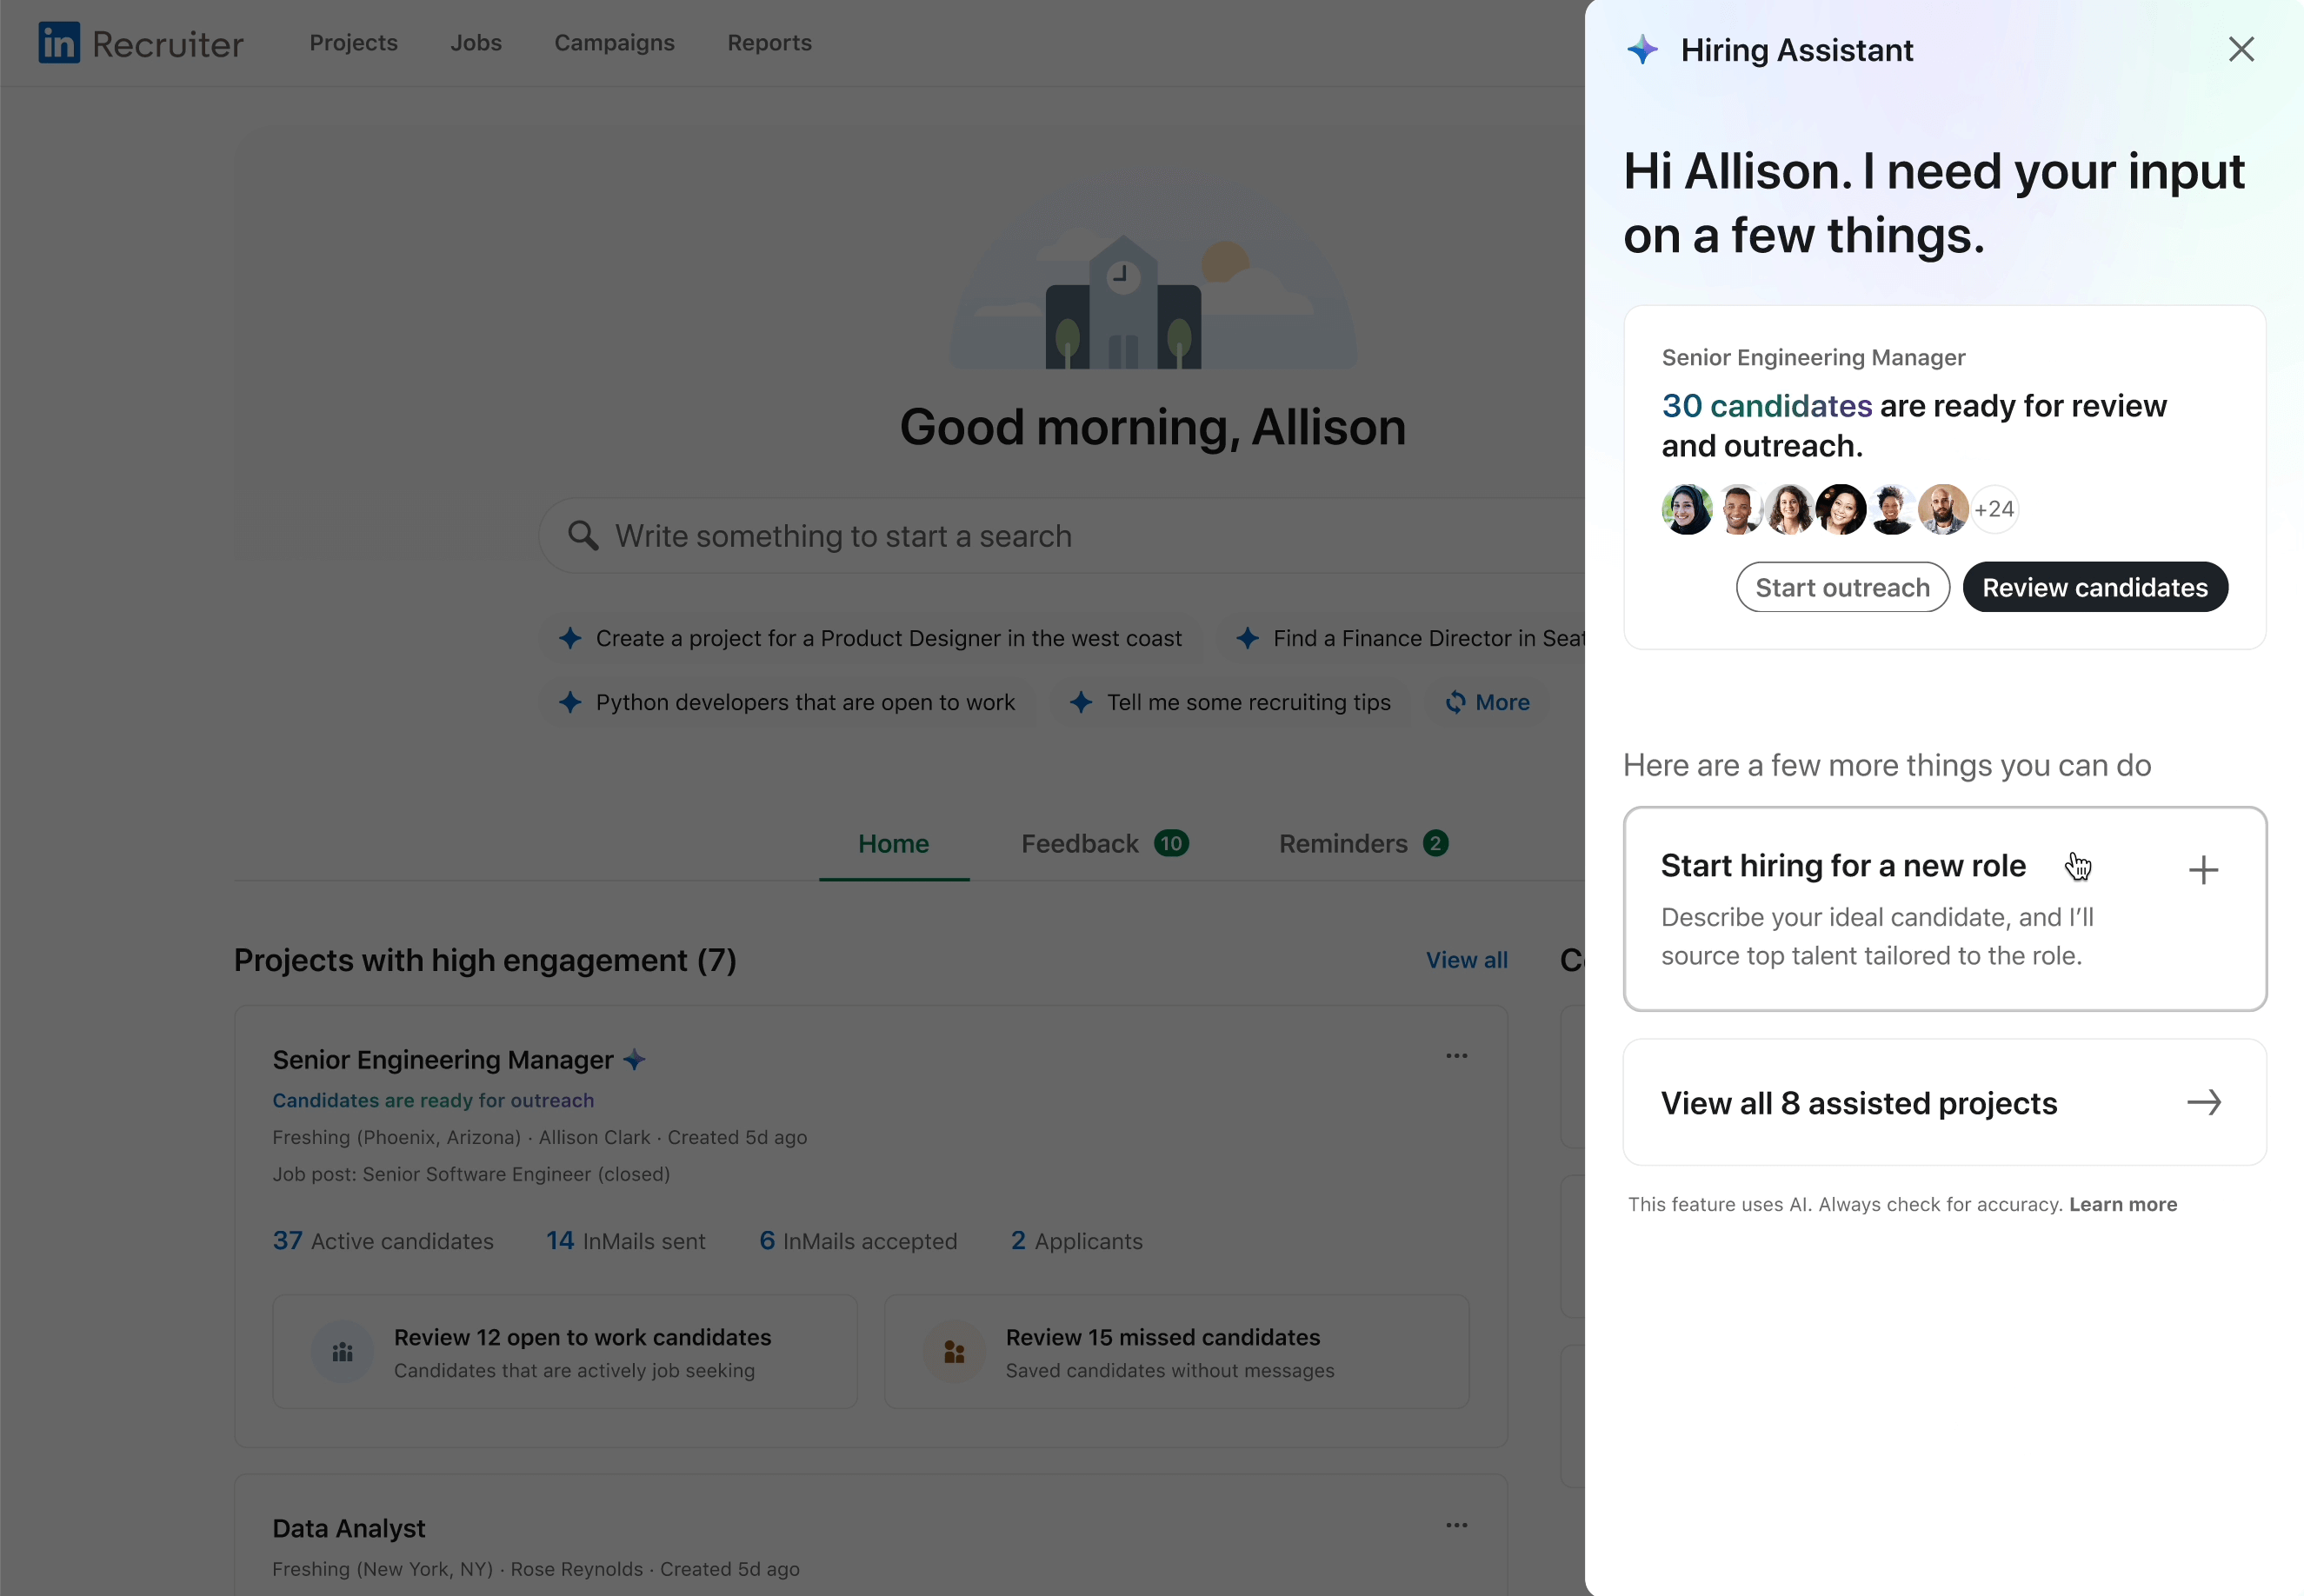 in Recruiter
Projects
Jobs
Campaigns
Reports
Good morning, Allison
Write something to start a search
Create a project for a Product Designer in the west coast
Find a Finance Director in Seat
Python developers that are open to work
Tell me some recruiting tips
More
Home
Feedback 10
Reminders 2
Projects with high engagement (7)
View all
Senior Engineering Manager
Candidates are ready for outreach
Freshing (Phoenix, Arizona) · Allison Clark · Created 5d ago
Job post: Senior Software Engineer (closed)
37 Active candidates
14 InMails sent
6 InMails accepted
2 Applicants
Review 12 open to work candidates
Candidates that are actively job seeking
Review 15 missed candidates
Saved candidates without messages
Data Analyst
Freshing (New York, NY) · Rose Reynolds · Created 5d ago
Hiring Assistant
Hi Allison. I need your input
on a few things.
Senior Engineering Manager
30 candidates are ready for review
and outreach.
+24
Start outreach
Review candidates
Here are a few more things you can do
Start hiring for a new role
Describe your ideal candidate, and I’ll
source top talent tailored to the role.
View all 8 assisted projects
This feature uses AI. Always check for accuracy. Learn more